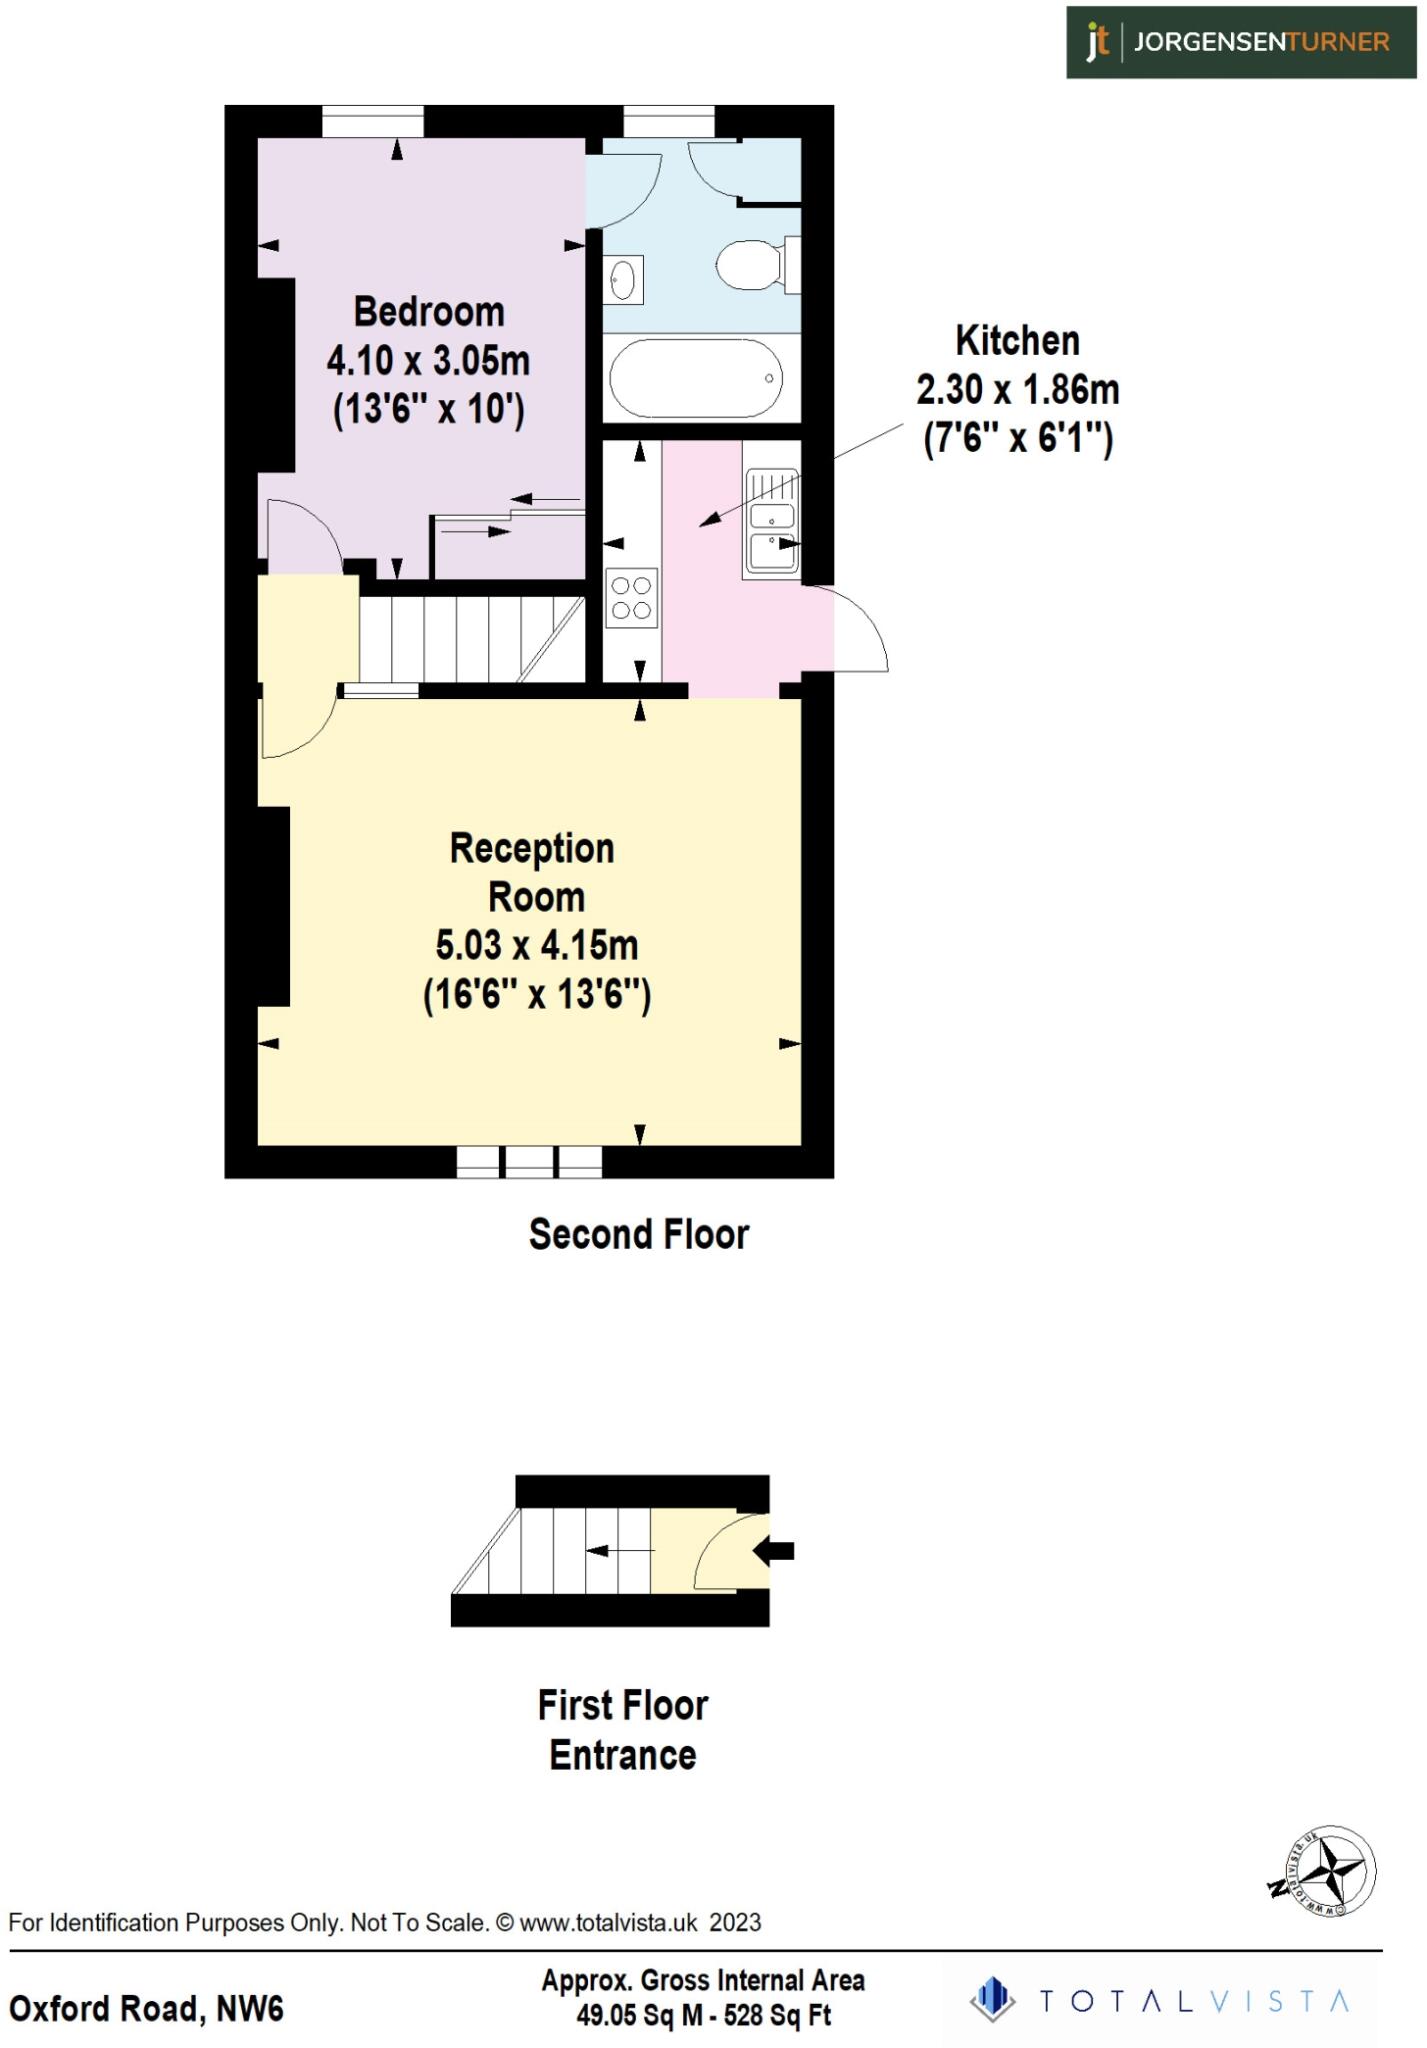 jt | JORGENSENTURNER
Bedroom
4.10 x 3.05m
(13'6" x 10')
Kitchen
2.30 x 1.86m
(7'6" x 6'1")
Reception
Room
5.03 x 4.15m
(16'6" x 13'6")
Second Floor
First Floor
Entrance
N
© www.totalvista.uk
For Identification Purposes Only. Not To Scale. © www.totalvista.uk 2023
Oxford Road, NW6
Approx. Gross Internal Area
49.05 Sq M - 528 Sq Ft
TOTALVISTA